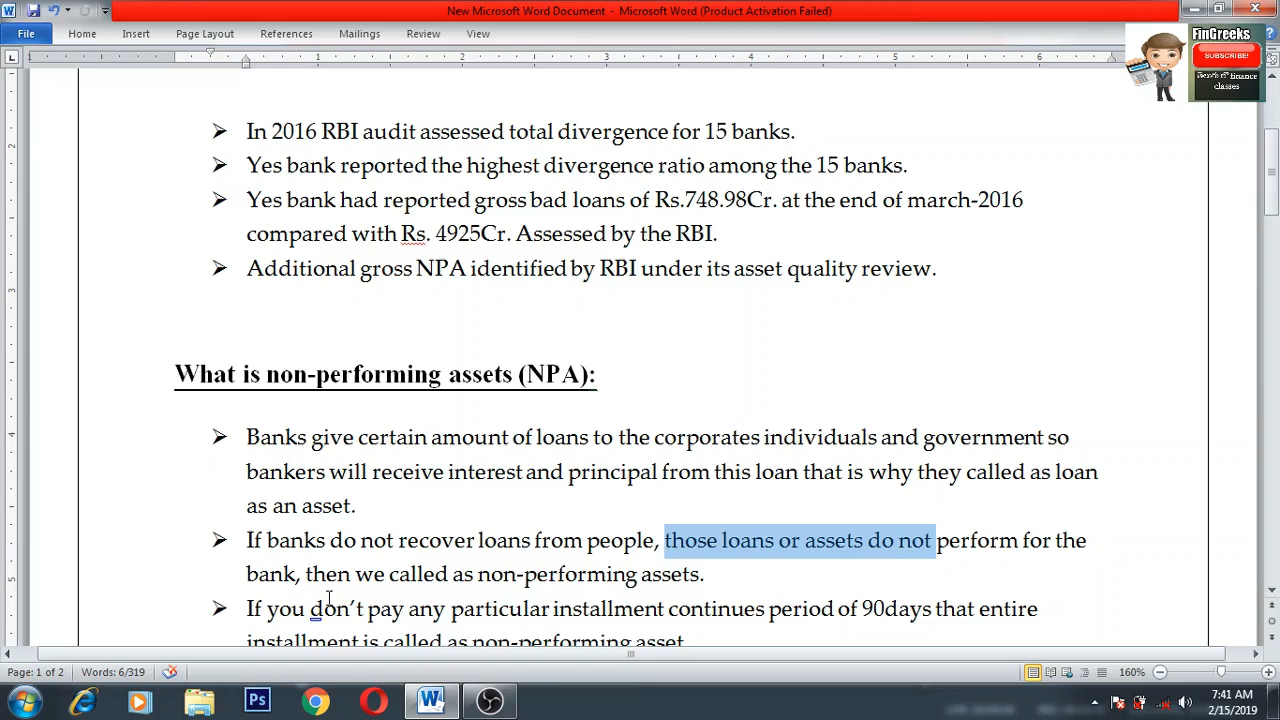 New Microsoft Word Document - Microsoft Word (Product Activation Failed)
File Home Insert Page Layout References Mailings Review View
FinGreeks
SUBSCRIBE!
తెలుగు లో finance
classes
1 1 2 3 4 5 6
In 2016 RBI audit assessed total divergence for 15 banks.
Yes bank reported the highest divergence ratio among the 15 banks.
Yes bank had reported gross bad loans of Rs.748.98Cr. at the end of march-2016
compared with Rs. 4925Cr. Assessed by the RBI.
Additional gross NPA identified by RBI under its asset quality review.
What is non-performing assets (NPA):
Banks give certain amount of loans to the corporates individuals and government so
bankers will receive interest and principal from this loan that is why they called as loan
as an asset.
If banks do not recover loans from people, those loans or assets do not perform for the
bank, then we called as non-performing assets.
If you don’t pay any particular installment continues period of 90days that entire
installment is called as non-performing asset
Page: 1 of 2 Words: 6/319 160%
7:41 AM
2/15/2019